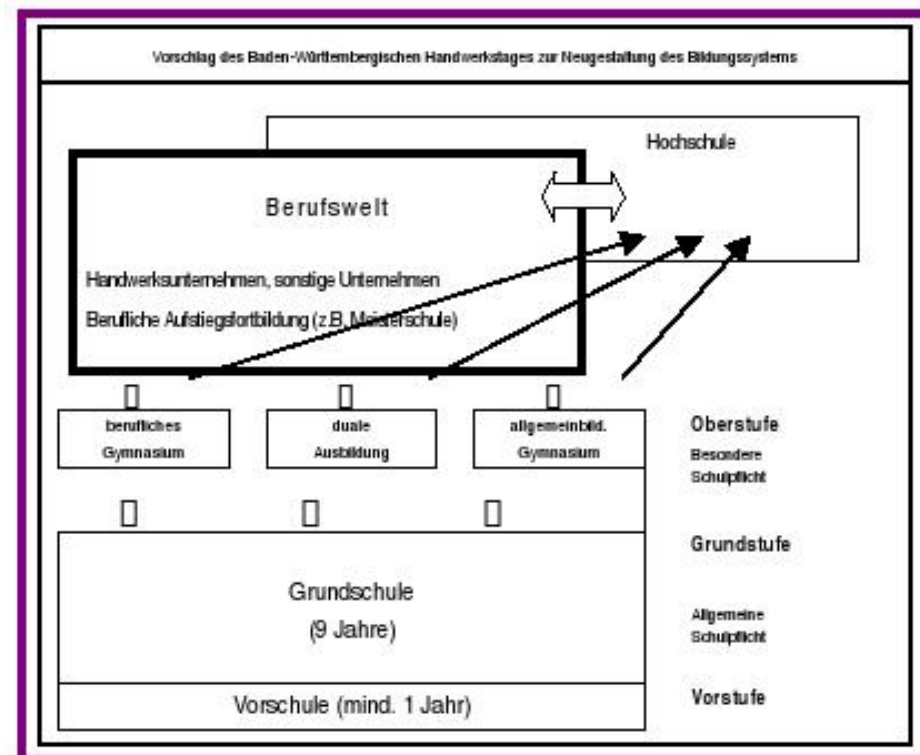 Vorschlag des Baden-Württembergischen Handwerkstages zur Neugestaltung des Bildungssystems
Hochschule
Berufswelt
Handwerksunternehmen, sonstige Unternehmen
Berufliche Aufstiegsfortbildung (z.B. Meisterschule)
berufliches
Gymnasium
duale
Ausbildung
allgemeinbild.
Gymnasium
Oberstufe
Besondere
Schulpflicht
Grundstufe
Grundschule
(9 Jahre)
Allgemeine
Schulpflicht
Vorschule (mind. 1 Jahr)
Vorstufe